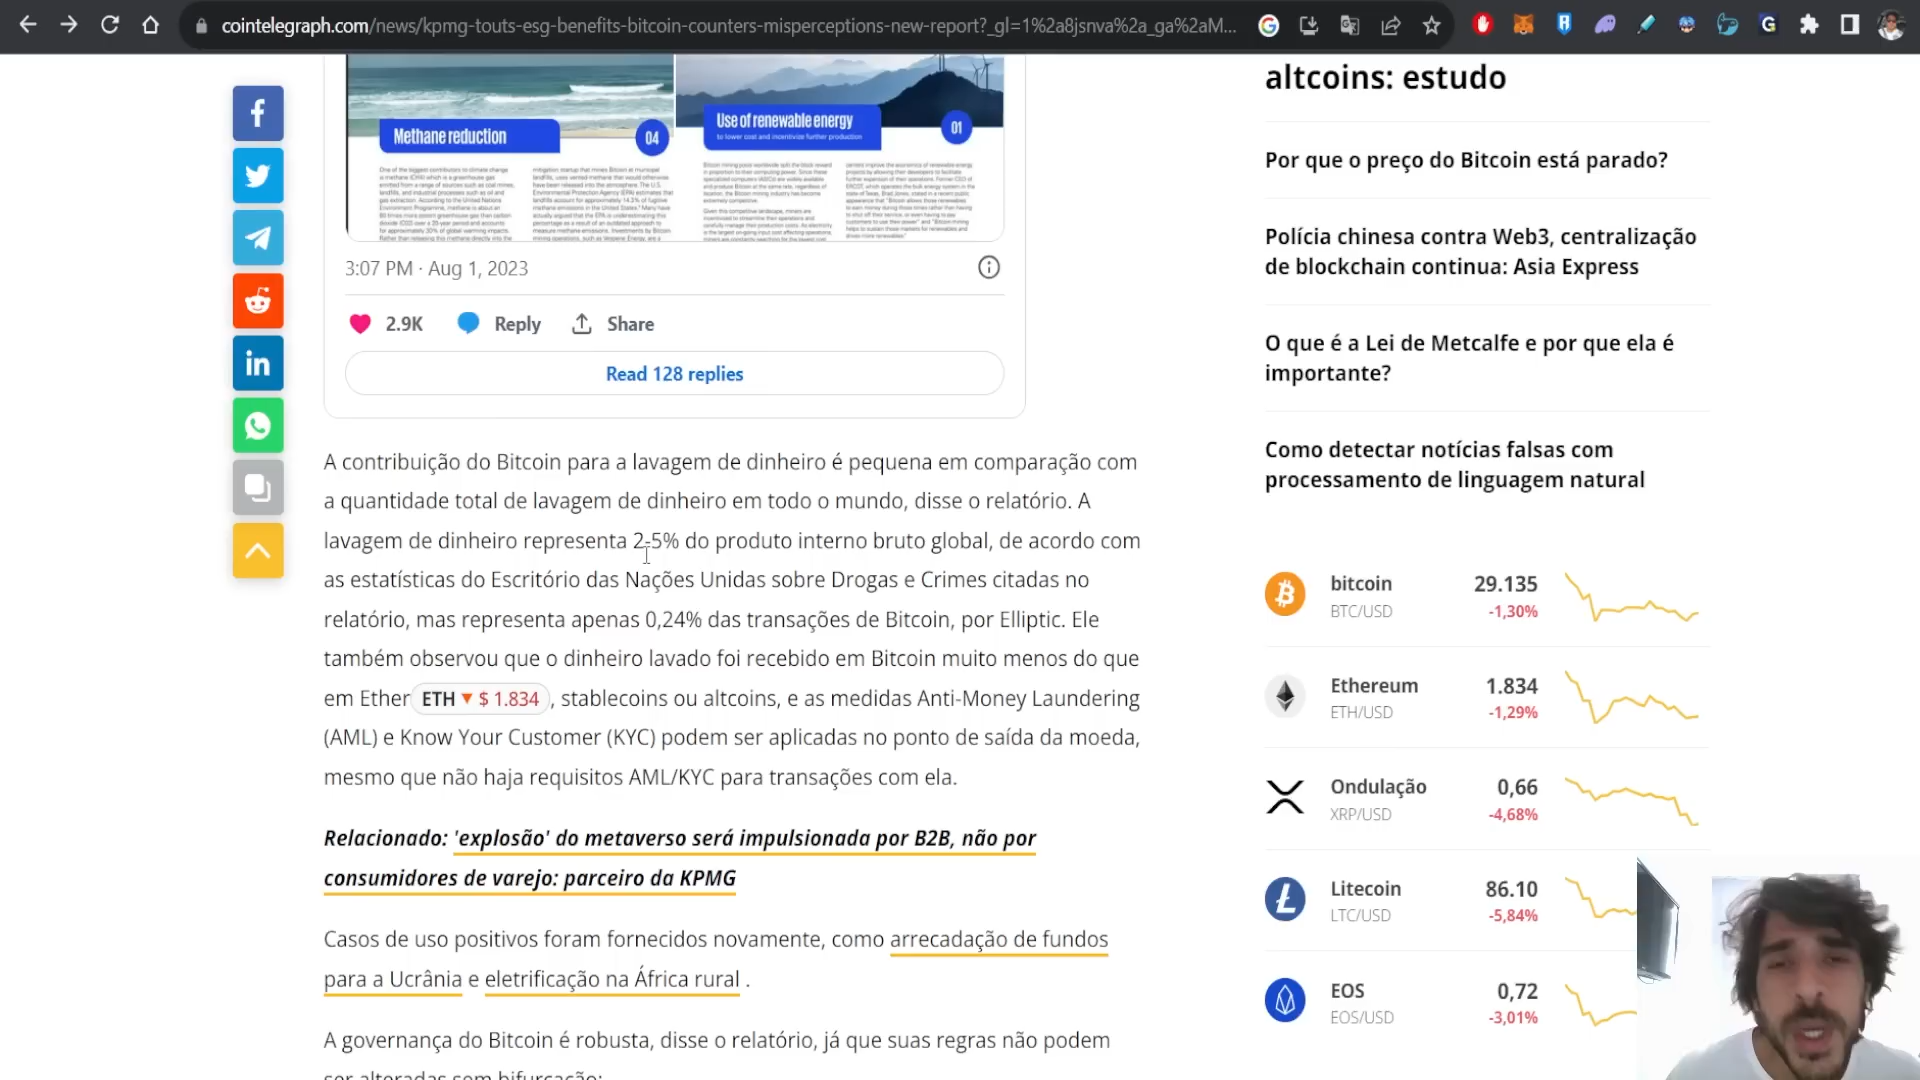 cointelegraph.com/news/kpmg-touts-esg-benefits-bitcoin-counters-misperceptions-new-report?_gl=1%2a8jsnva%2a_ga%2aM...
Methane reduction
04
Use of renewable energy
to lower cost and incentivize further production
01
3:07 PM · Aug 1, 2023
2.9K
Reply
Share
Read 128 replies
A contribuição do Bitcoin para a lavagem de dinheiro é pequena em comparação com
a quantidade total de lavagem de dinheiro em todo o mundo, disse o relatório. A
lavagem de dinheiro representa 2-5% do produto interno bruto global, de acordo com
as estatísticas do Escritório das Nações Unidas sobre Drogas e Crimes citadas no
relatório, mas representa apenas 0,24% das transações de Bitcoin, por Elliptic. Ele
também observou que o dinheiro lavado foi recebido em Bitcoin muito menos do que
em Ether ETH ▼ $ 1.834 , stablecoins ou altcoins, e as medidas Anti-Money Laundering
(AML) e Know Your Customer (KYC) podem ser aplicadas no ponto de saída da moeda,
mesmo que não haja requisitos AML/KYC para transações com ela.
Relacionado: 'explosão' do metaverso será impulsionada por B2B, não por
consumidores de varejo: parceiro da KPMG
Casos de uso positivos foram fornecidos novamente, como arrecadação de fundos
para a Ucrânia e eletrificação na África rural .
A governança do Bitcoin é robusta, disse o relatório, já que suas regras não podem
ser alteradas sem bifurcação:
altcoins: estudo
Por que o preço do Bitcoin está parado?
Polícia chinesa contra Web3, centralização
de blockchain continua: Asia Express
O que é a Lei de Metcalfe e por que ela é
importante?
Como detectar notícias falsas com
processamento de linguagem natural
bitcoin 29.135
BTC/USD -1,30%
Ethereum 1.834
ETH/USD -1,29%
Ondulação 0,66
XRP/USD -4,68%
Litecoin 86.10
LTC/USD -5,84%
EOS 0,72
EOS/USD -3,01%